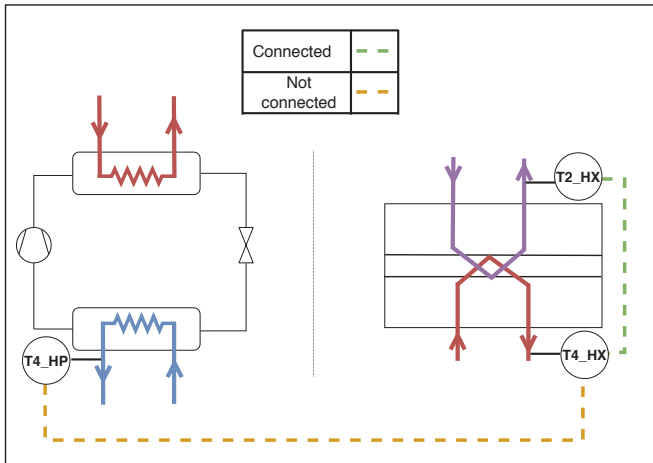 Connected
Not
connected
T2_HX
T4_HP
T4_HX